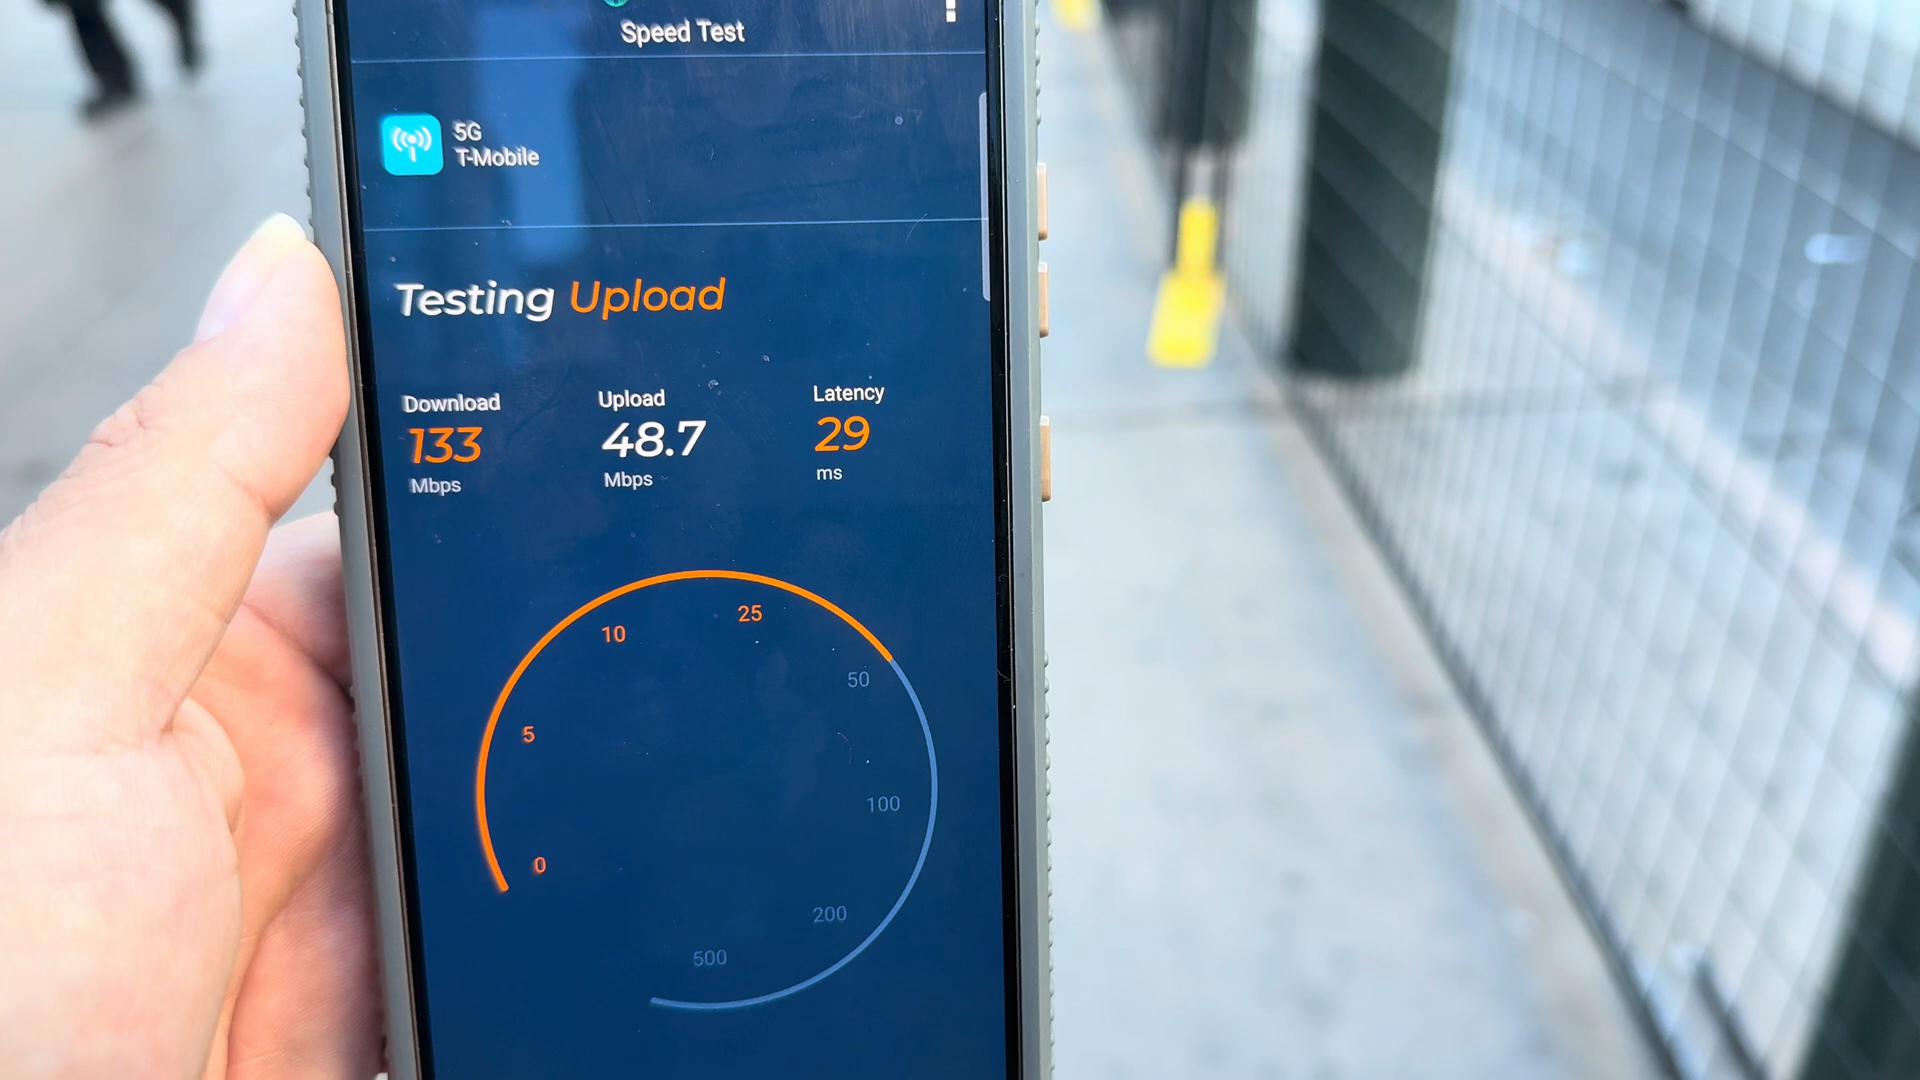 Speed Test
5G
T-Mobile
Testing Upload
Download Upload Latency
133 48.7 29
Mbps Mbps ms
25
10
50
5
100
0
200
500